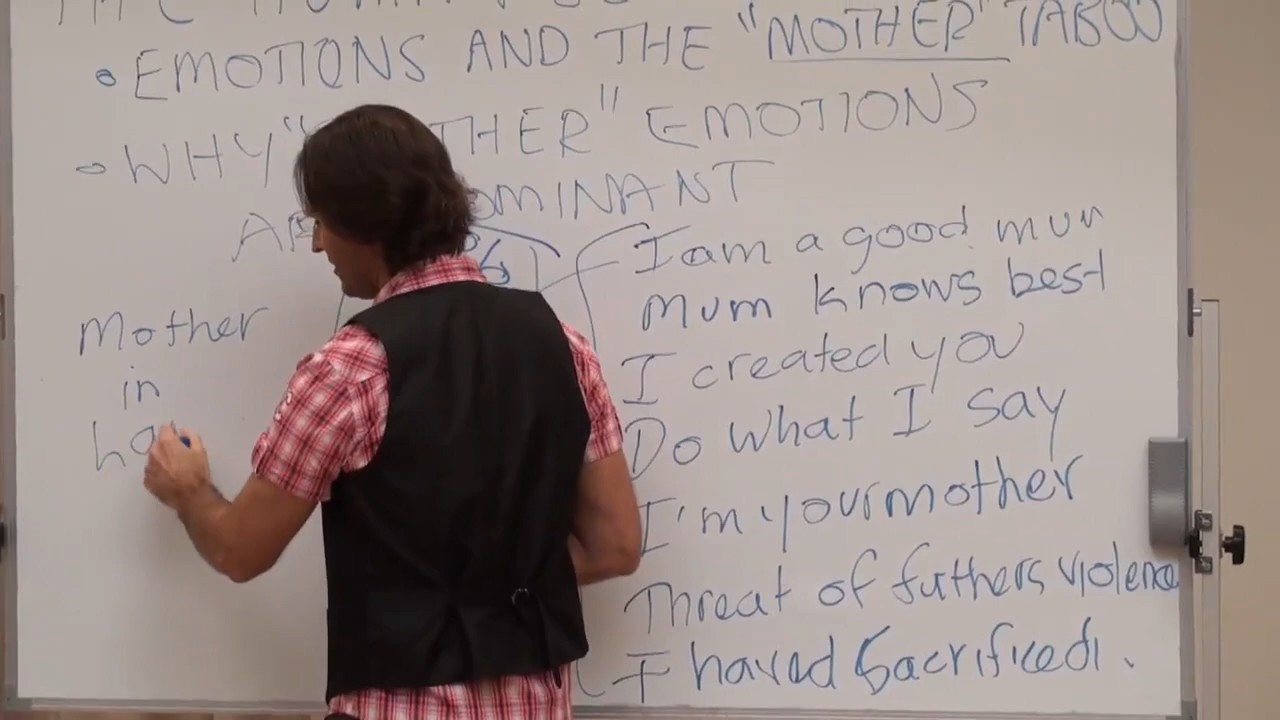 EMOTIONS AND THE "MOTHER" TABOO
WHY " THER" EMOTIONS
OMINANT
I am a good mum
Mum knows best
I created you
Do what I say
I'm your mother
Threat of fathers violence
I haved Sacrificed.
Mother
in